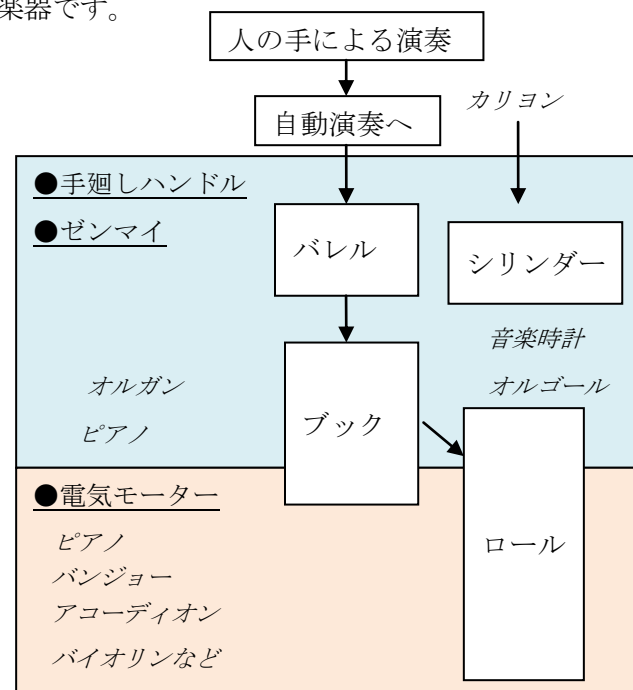 楽器です。
人の手による演奏
カリヨン
自動演奏へ
●手廻しハンドル
●ゼンマイ
バレル
シリンダー
音楽時計
オルガン
オルゴール
ピアノ
ブック
●電気モーター
ピアノ
ロール
バンジョー
アコーディオン
バイオリンなど